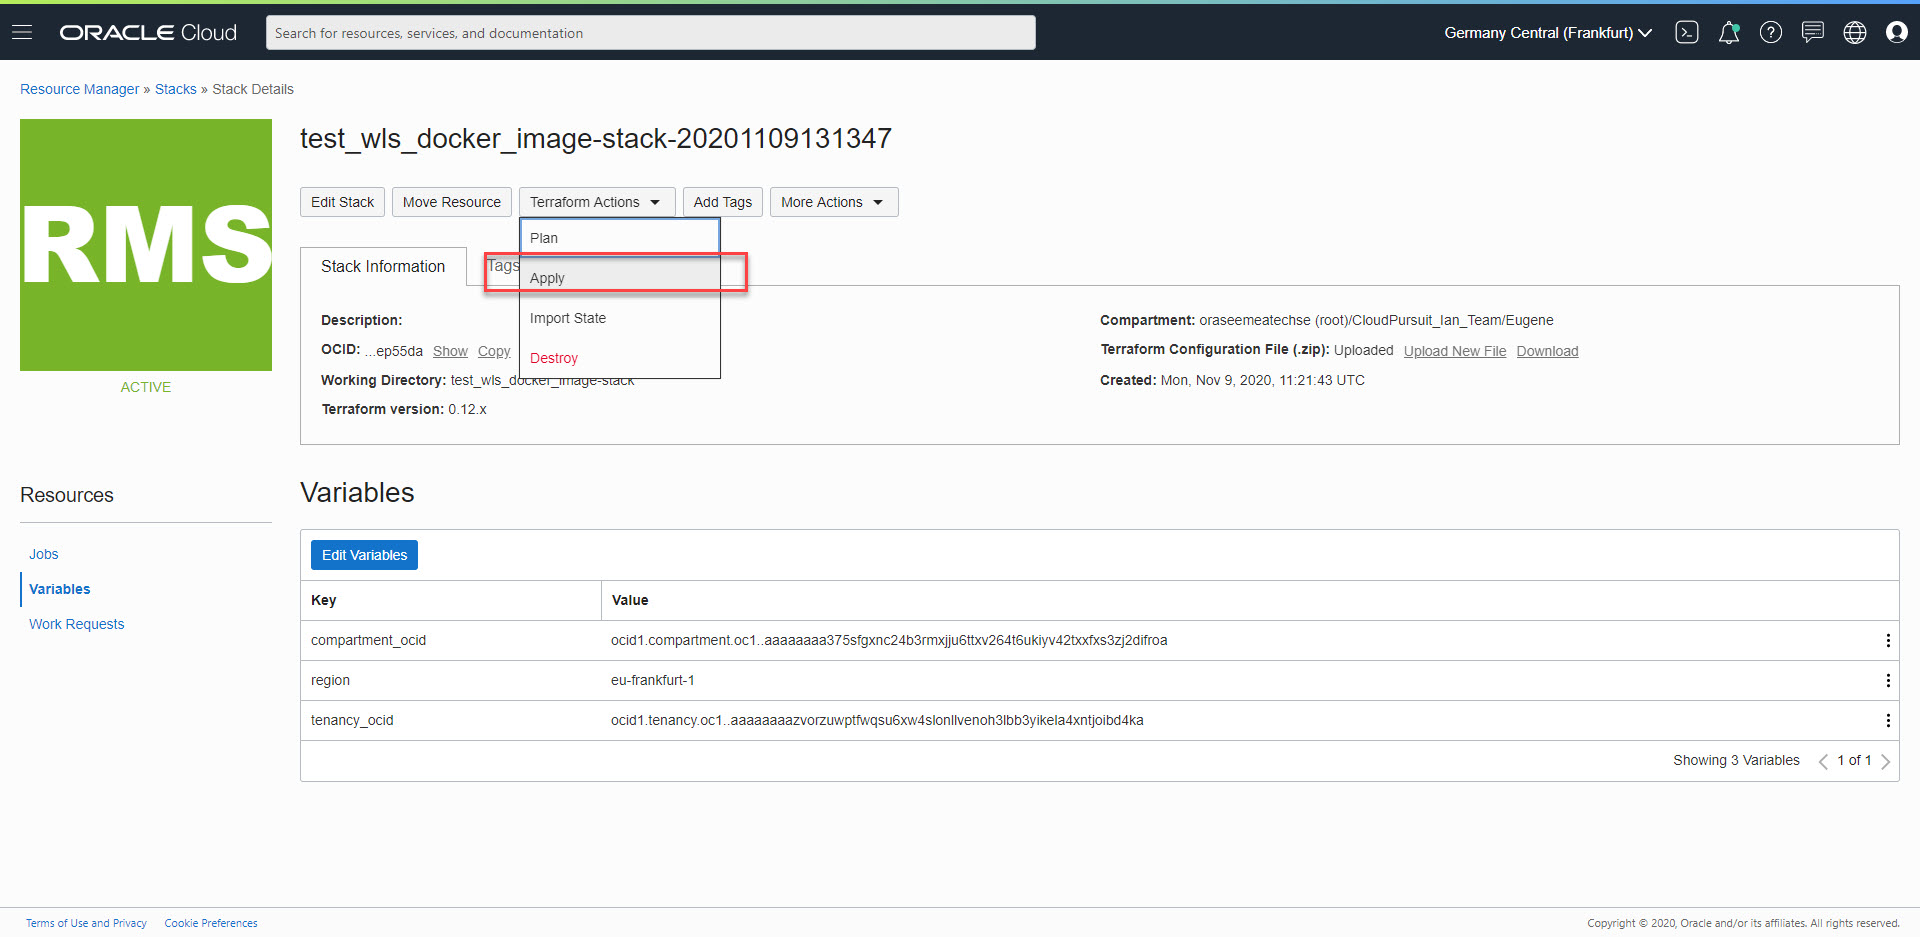 ORACLE Cloud
Search for resources, services, and documentation
Germany Central (Frankfurt)
Resource Manager » Stacks » Stack Details
RMS
ACTIVE
test_wls_docker_image-stack-20201109131347
Edit Stack
Move Resource
Terraform Actions
Add Tags
More Actions
Plan
Apply
Import State
Destroy
Stack Information
Tags
Description:
OCID: ...ep55da Show Copy
Working Directory: test_wls_docker_image-stack
Terraform version: 0.12.x
Compartment: oraseemeatechse (root)/CloudPursuit_Ian_Team/Eugene
Terraform Configuration File (.zip): Uploaded Upload New File Download
Created: Mon, Nov 9, 2020, 11:21:43 UTC
Resources
Jobs
Variables
Work Requests
Variables
Edit Variables
Key Value
compartment_ocid ocid1.compartment.oc1..aaaaaaaa375sfgxnc24b3rmxjju6ttxv264t6ukiyv42txxfxs3zj2difroa
region eu-frankfurt-1
tenancy_ocid ocid1.tenancy.oc1..aaaaaaaazvorzuwptfwqsu6xw4slonllvenoh3lbb3yikela4xntjoibd4ka
Showing 3 Variables 1 of 1
Terms of Use and Privacy Cookie Preferences
Copyright © 2020, Oracle and/or its affiliates. All rights reserved.